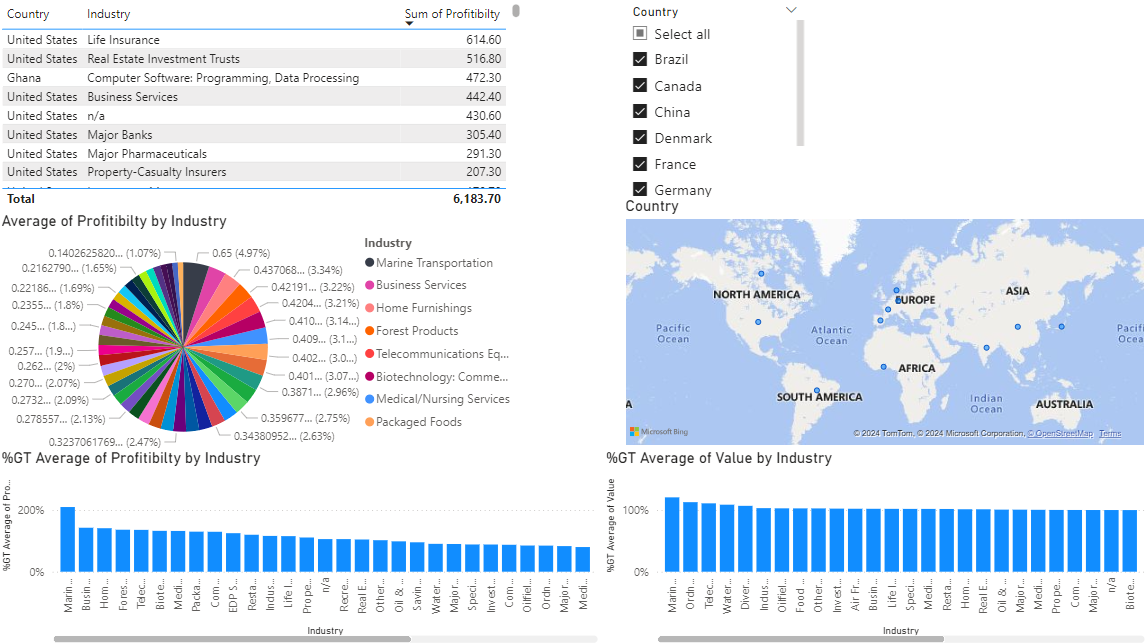 Country Industry Sum of Profitibilty
United States Life Insurance 614.60
United States Real Estate Investment Trusts 516.80
Ghana Computer Software: Programming, Data Processing 472.30
United States Business Services 442.40
United States n/a 430.60
United States Major Banks 305.40
United States Major Pharmaceuticals 291.30
United States Property-Casualty Insurers 207.30
Total 6,183.70
Country
Select all
Brazil
Canada
China
Denmark
France
Germany
Average of Profitibilty by Industry
0.1402625820... (1.07%)
0.2162790... (1.65%)
0.22186... (1.69%)
0.2355... (1.8%)
0.245... (1.8...)
0.257... (1.9...)
0.262... (2%)
0.270... (2.07%)
0.2732... (2.09%)
0.278557... (2.13%)
0.3237061769... (2.47%)
0.65 (4.97%)
0.437068... (3.34%)
0.42191... (3.22%)
0.4204... (3.21%)
0.410... (3.14...)
0.409... (3.1...)
0.402... (3.0...)
0.401... (3.07...)
0.3871... (2.96%)
0.359677... (2.75%)
0.34380952... (2.63%)
Industry
Marine Transportation
Business Services
Home Furnishings
Forest Products
Telecommunications Eq...
Biotechnology: Comme...
Medical/Nursing Services
Packaged Foods
Country
NORTH AMERICA
EUROPE
ASIA
Pacific
Ocean
Atlantic
Ocean
Pacifi
Ocea
AFRICA
SOUTH AMERICA
Indian
Ocean
AUSTRALIA
A
Microsoft Bing
© 2024 TomTom, © 2024 Microsoft Corporation, © OpenStreetMap Terms
%GT Average of Profitibilty by Industry
%GT Average of Pro...
200%
0%
Marin...
Busin...
Hom...
Fores...
Telec...
Biote...
Medi...
Packa...
Com...
EDP S...
Resta...
Indus...
Life I...
Prope...
n/a
Recre...
Real E...
Other...
Oil & ...
Savin...
Water...
Major...
Speci...
Invest...
Com...
Oilfiel...
Ordn...
Major...
Medi...
Industry
%GT Average of Value by Industry
%GT Average of Value
100%
0%
Marin...
Ordn...
Telec...
Water...
Diver...
Indus...
Oilfiel...
Food ...
Other...
Invest...
Air Fr...
Busin...
Life I...
Speci...
Medi...
Resta...
Hom...
Real E...
Oil & ...
Major...
Medi...
Prope...
Com...
Major...
n/a
Biote...
Industry